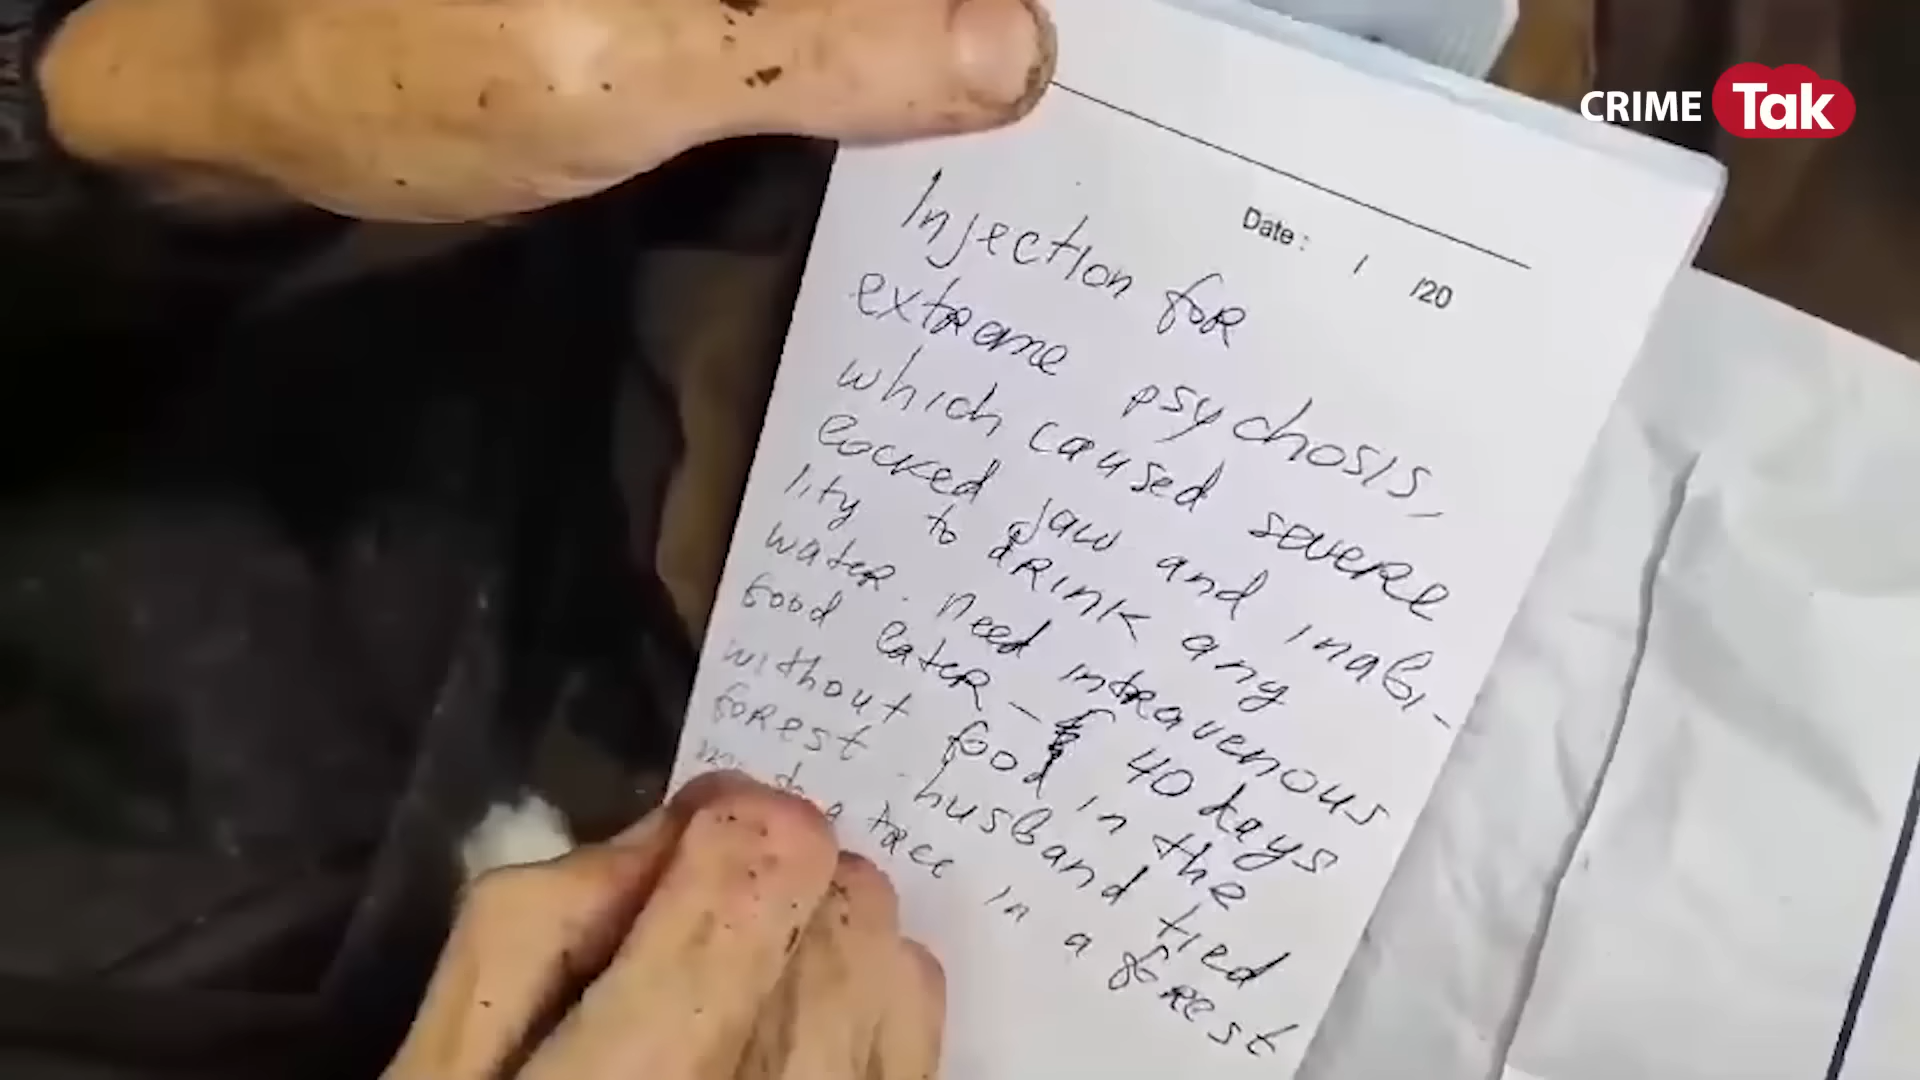 CRIME Tak
Date : / /20
Injection for
extreme psychosis,
which caused severe
locked jaw and inabi-
lity to drink any
water. need intravenous
food later - 40 days
without food in the
forest - husband tied
a tree in a forest